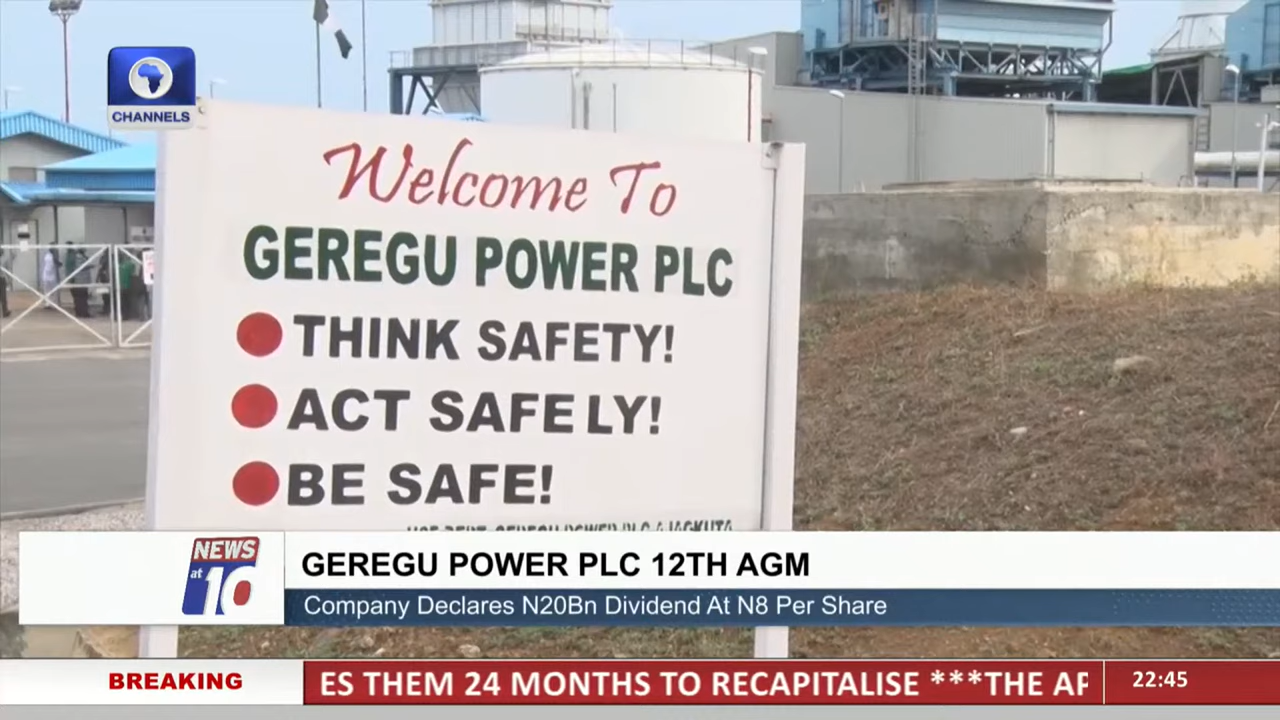 CHANNELS
Welcome To
GEREGU POWER PLC
THINK SAFETY!
ACT SAFELY!
BE SAFE!
NEWS
at 10
GEREGU POWER PLC 12TH AGM
Company Declares N20Bn Dividend At N8 Per Share
BREAKING
ES THEM 24 MONTHS TO RECAPITALISE ***THE AP
22:45